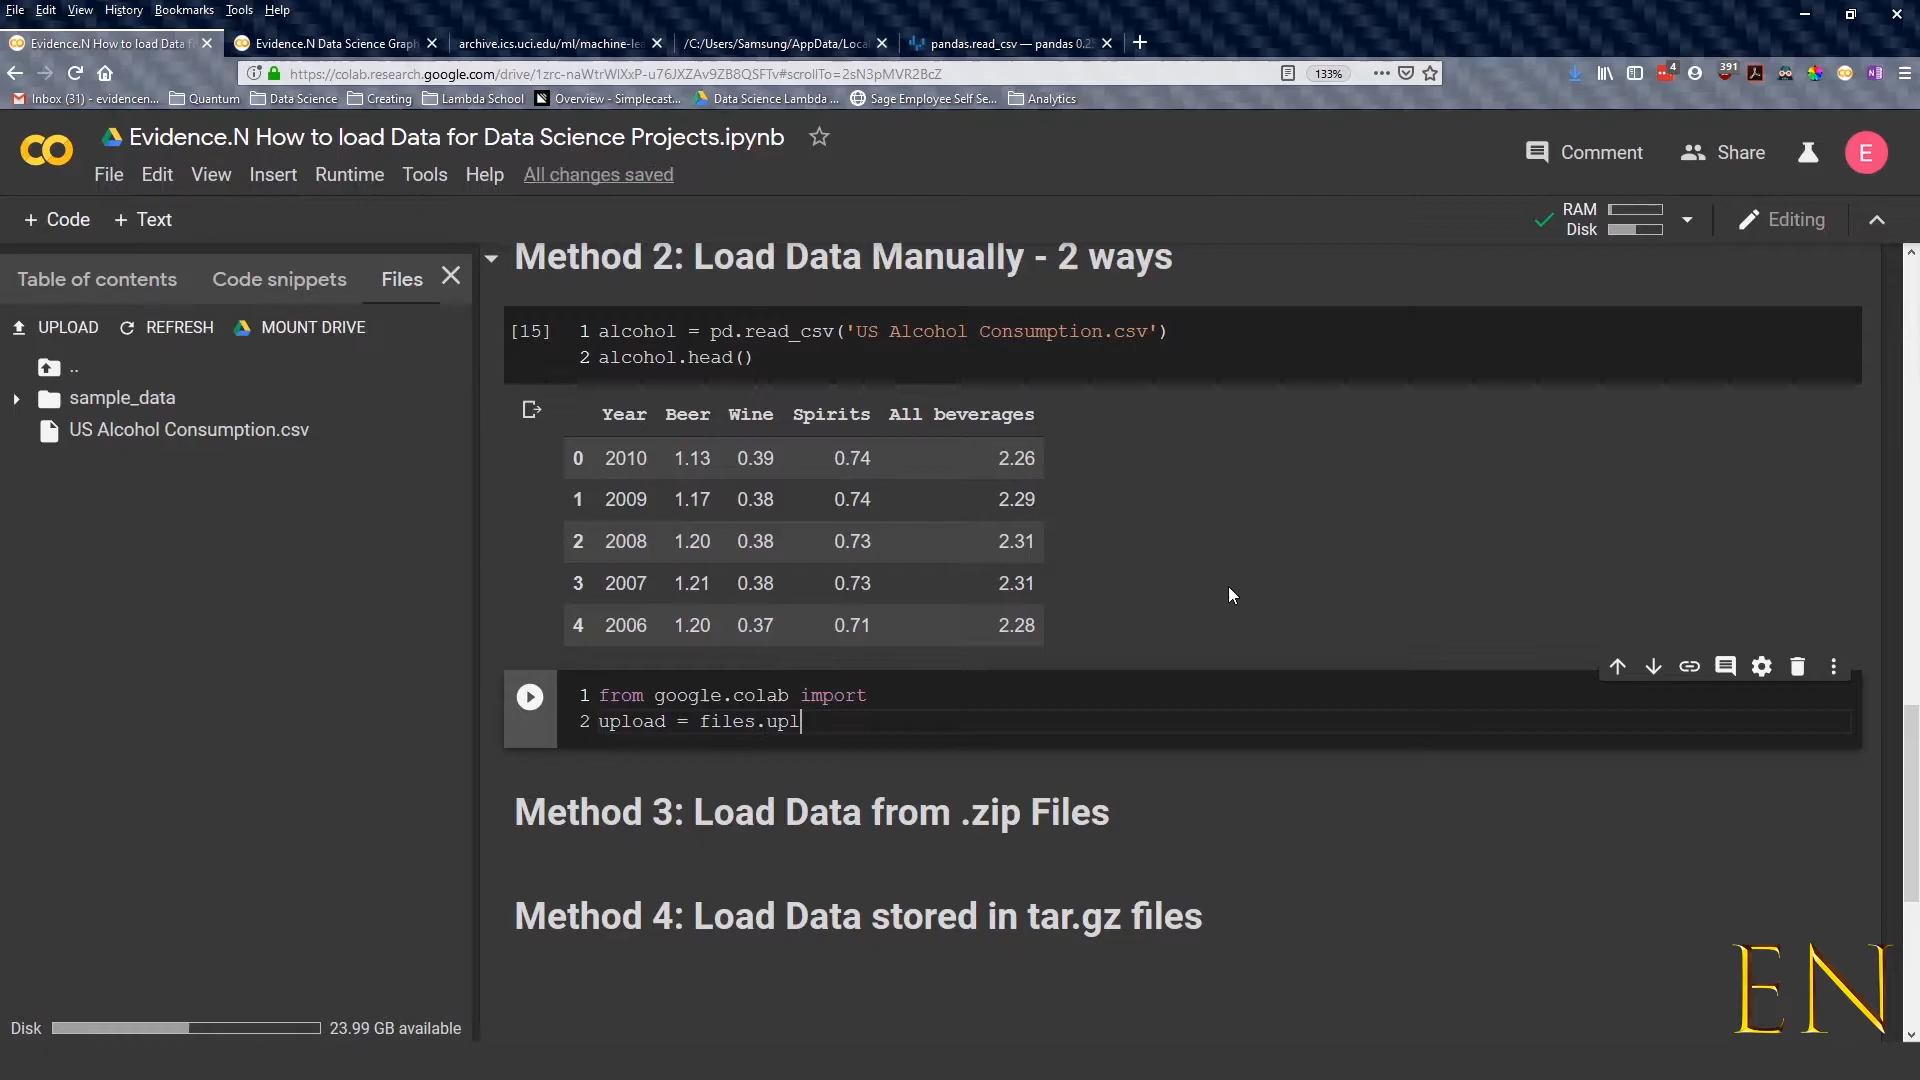 File Edit View History Bookmarks Tools Help
Evidence.N How to load Data f
Evidence.N Data Science Graph
archive.ics.uci.edu/ml/machine-le
/C:/Users/Samsung/AppData/Loca
pandas.read_csv — pandas 0.2
https://colab.research.google.com/drive/1zrc-naWtrWlXxP-u76JXZAv9ZB8QSFTv#scrollTo=2sN3pMVR2BcZ
133%
4
391
Inbox (31) - evidencen... Quantum Data Science Creating Lambda School Overview - Simplecast... Data Science Lambda ... Sage Employee Self Se... Analytics
CO
Evidence.N How to load Data for Data Science Projects.ipynb
Comment Share E
File Edit View Insert Runtime Tools Help All changes saved
+ Code + Text
RAM
Disk
Editing
Table of contents Code snippets Files
UPLOAD REFRESH MOUNT DRIVE
..
sample_data
US Alcohol Consumption.csv
Disk 23.99 GB available
Method 2: Load Data Manually - 2 ways
[15] 1 alcohol = pd.read_csv('US Alcohol Consumption.csv')
2 alcohol.head()
Year Beer Wine Spirits All beverages
0 2010 1.13 0.39 0.74 2.26
1 2009 1.17 0.38 0.74 2.29
2 2008 1.20 0.38 0.73 2.31
3 2007 1.21 0.38 0.73 2.31
4 2006 1.20 0.37 0.71 2.28
1 from google.colab import
2 upload = files.upl
Method 3: Load Data from .zip Files
Method 4: Load Data stored in tar.gz files
EN